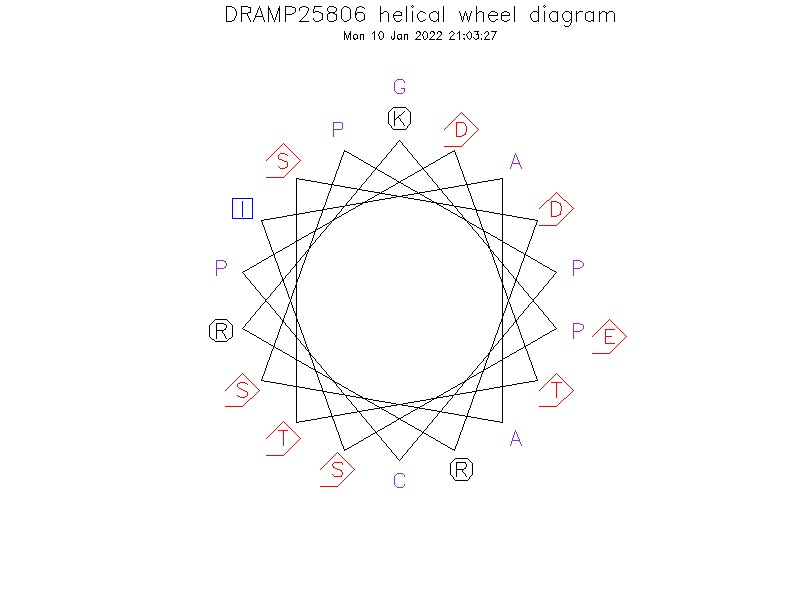 DRAMP25806 helical wheel diagram
Mon 10 Jan 2022 21:03:27
G
P K D
S A
I D
P P
R P E
S T
T A
S R
C